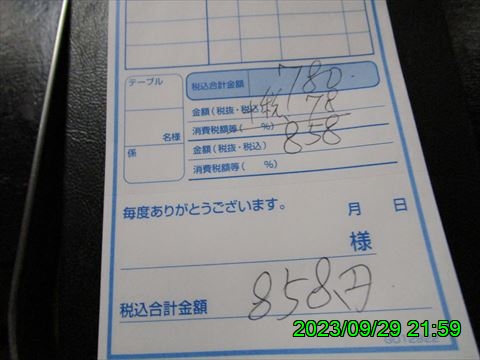 テーブル
税込合計金額 780.
金額(税抜・税込) +税、78
名様 消費税額等( %)
858
係 金額(税抜・税込)
消費税額等( %)
毎度ありがとうございます。 月 日
様
税込合計金額 858円
2023/09/29 21:59